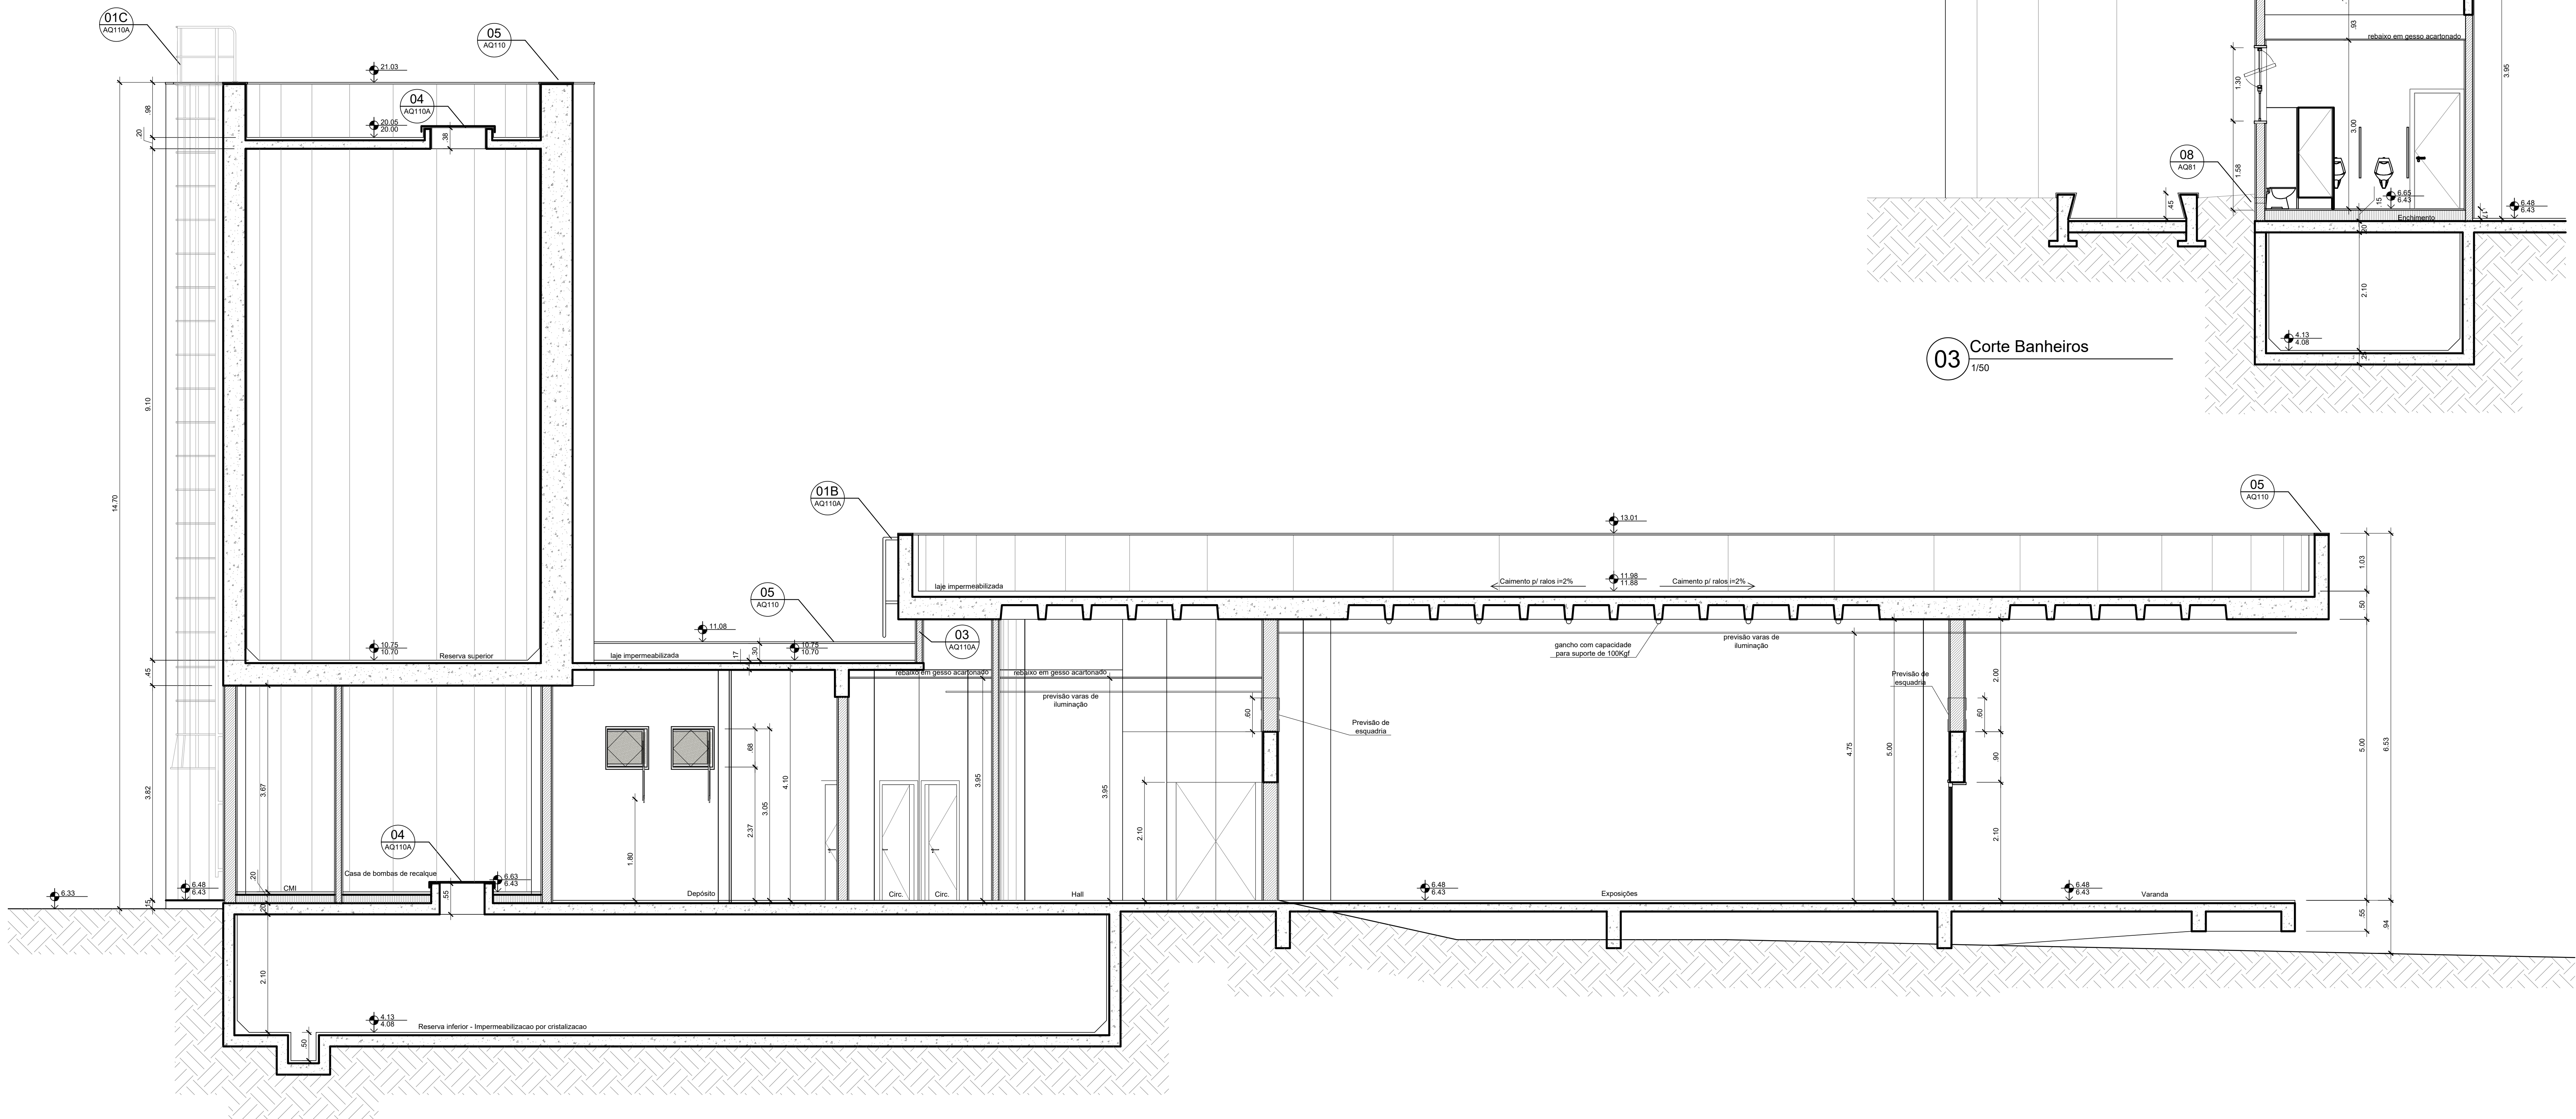 01C
AQ110A
05
AQ110
21.03
04
AQ110A
20.05
20.00
.38
.98
.20
9.10
14.70
.45
3.82
.15
10.75
10.70
Reserva superior
laje impermeabilizada
11.08
.17
.30
10.75
10.70
05
AQ110
01B
AQ110A
03
AQ110A
laje impermeabilizada
13.01
Caimento p/ ralos i=2%
11.98
11.88
Caimento p/ ralos i=2%
05
AQ110
1.03
.50
5.00
6.53
.55
.94
rebaixo em gesso acartonado
rebaixo em gesso acartonado
previsão varas de
iluminação
gancho com capacidade
para suporte de 100Kgf
previsão varas de
iluminação
Previsão de
esquadria
Previsão de
esquadria
.60
.60
2.00
.90
2.10
4.75
5.00
3.67
.20
.20
CMI
Casa de bombas de recalque
04
AQ110A
6.63
6.43
.55
6.33
6.48
6.43
1.80
.68
2.37
3.05
4.10
Depósito
Circ.
Circ.
3.95
Hall
3.95
2.10
6.48
6.43
Exposições
6.48
6.43
Varanda
2.10
.50
4.13
4.08
Reserva inferior - Impermeabilizacao por cristalizacao
.93
rebaixo em gesso acartonado
1.30
3.00
3.95
1.58
08
AQ81
.45
.15
6.65
6.43
Enchimento
.17
6.48
6.43
.20
2.10
4.13
4.08
.25
03
Corte Banheiros
1/50